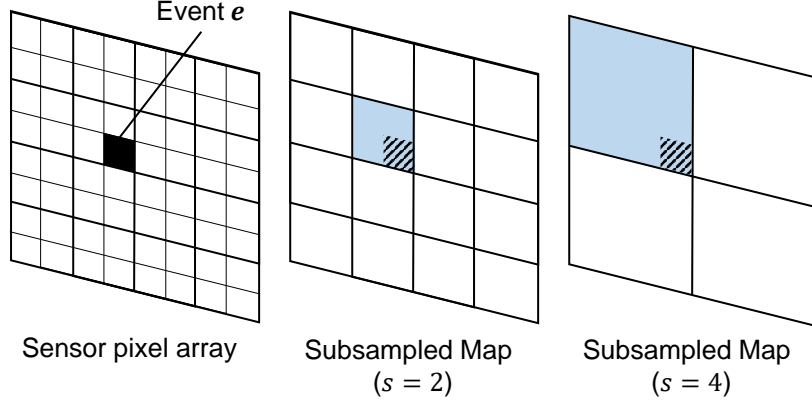 Event e
Sensor pixel array
Subsampled Map
(s = 2)
Subsampled Map
(s = 4)